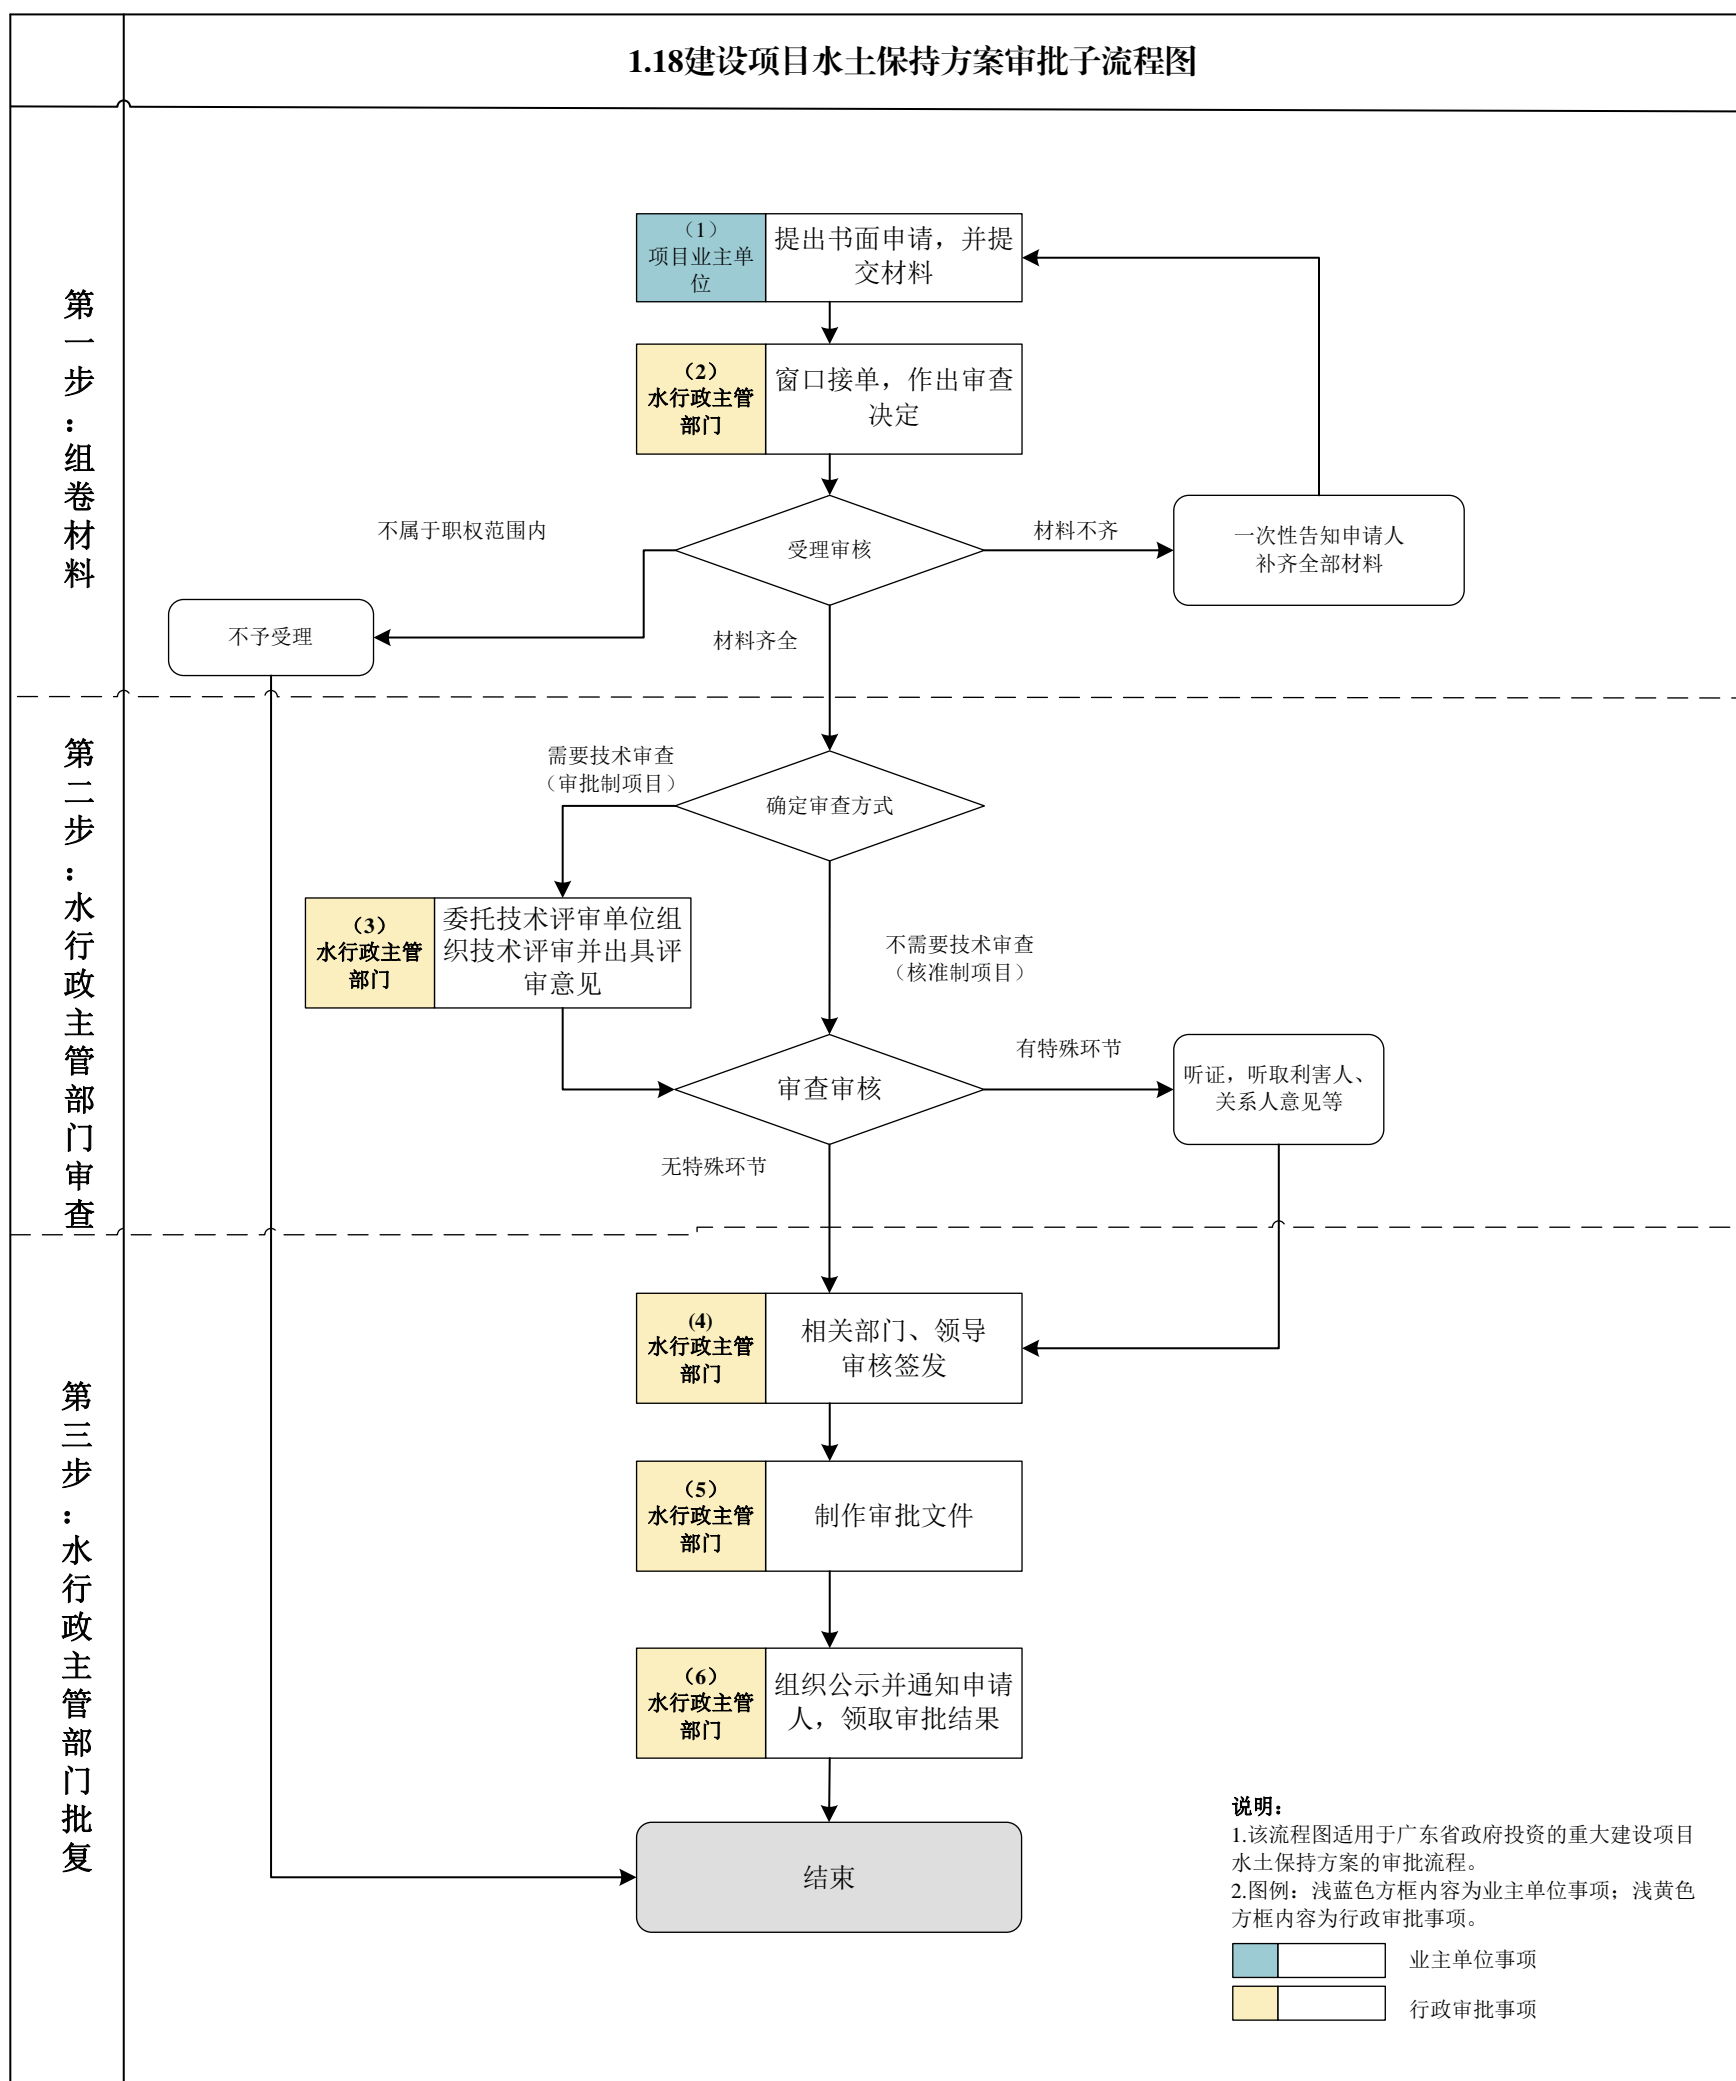 1.18建设项目水土保持方案审批子流程图
第一步：组卷材料
（1）
项目业主单
位
提出书面申请，并提
交材料
（2）
水行政主管
部门
窗口接单，作出审查
决定
不属于职权范围内
受理审核
材料不齐
一次性告知申请人
补齐全部材料
不予受理
材料齐全
第二步：水行政主管部门审查
需要技术审查
（审批制项目）
确定审查方式
（3）
水行政主管
部门
委托技术评审单位组
织技术评审并出具评
审意见
不需要技术审查
（核准制项目）
审查审核
有特殊环节
听证，听取利害人、
关系人意见等
无特殊环节
第三步：水行政主管部门批复
(4)
水行政主管
部门
相关部门、领导
审核签发
（5）
水行政主管
部门
制作审批文件
（6）
水行政主管
部门
组织公示并通知申请
人，领取审批结果
结束
说明：
1.该流程图适用于广东省政府投资的重大建设项目
水土保持方案的审批流程。
2.图例：浅蓝色方框内容为业主单位事项；浅黄色
方框内容为行政审批事项。
业主单位事项
行政审批事项